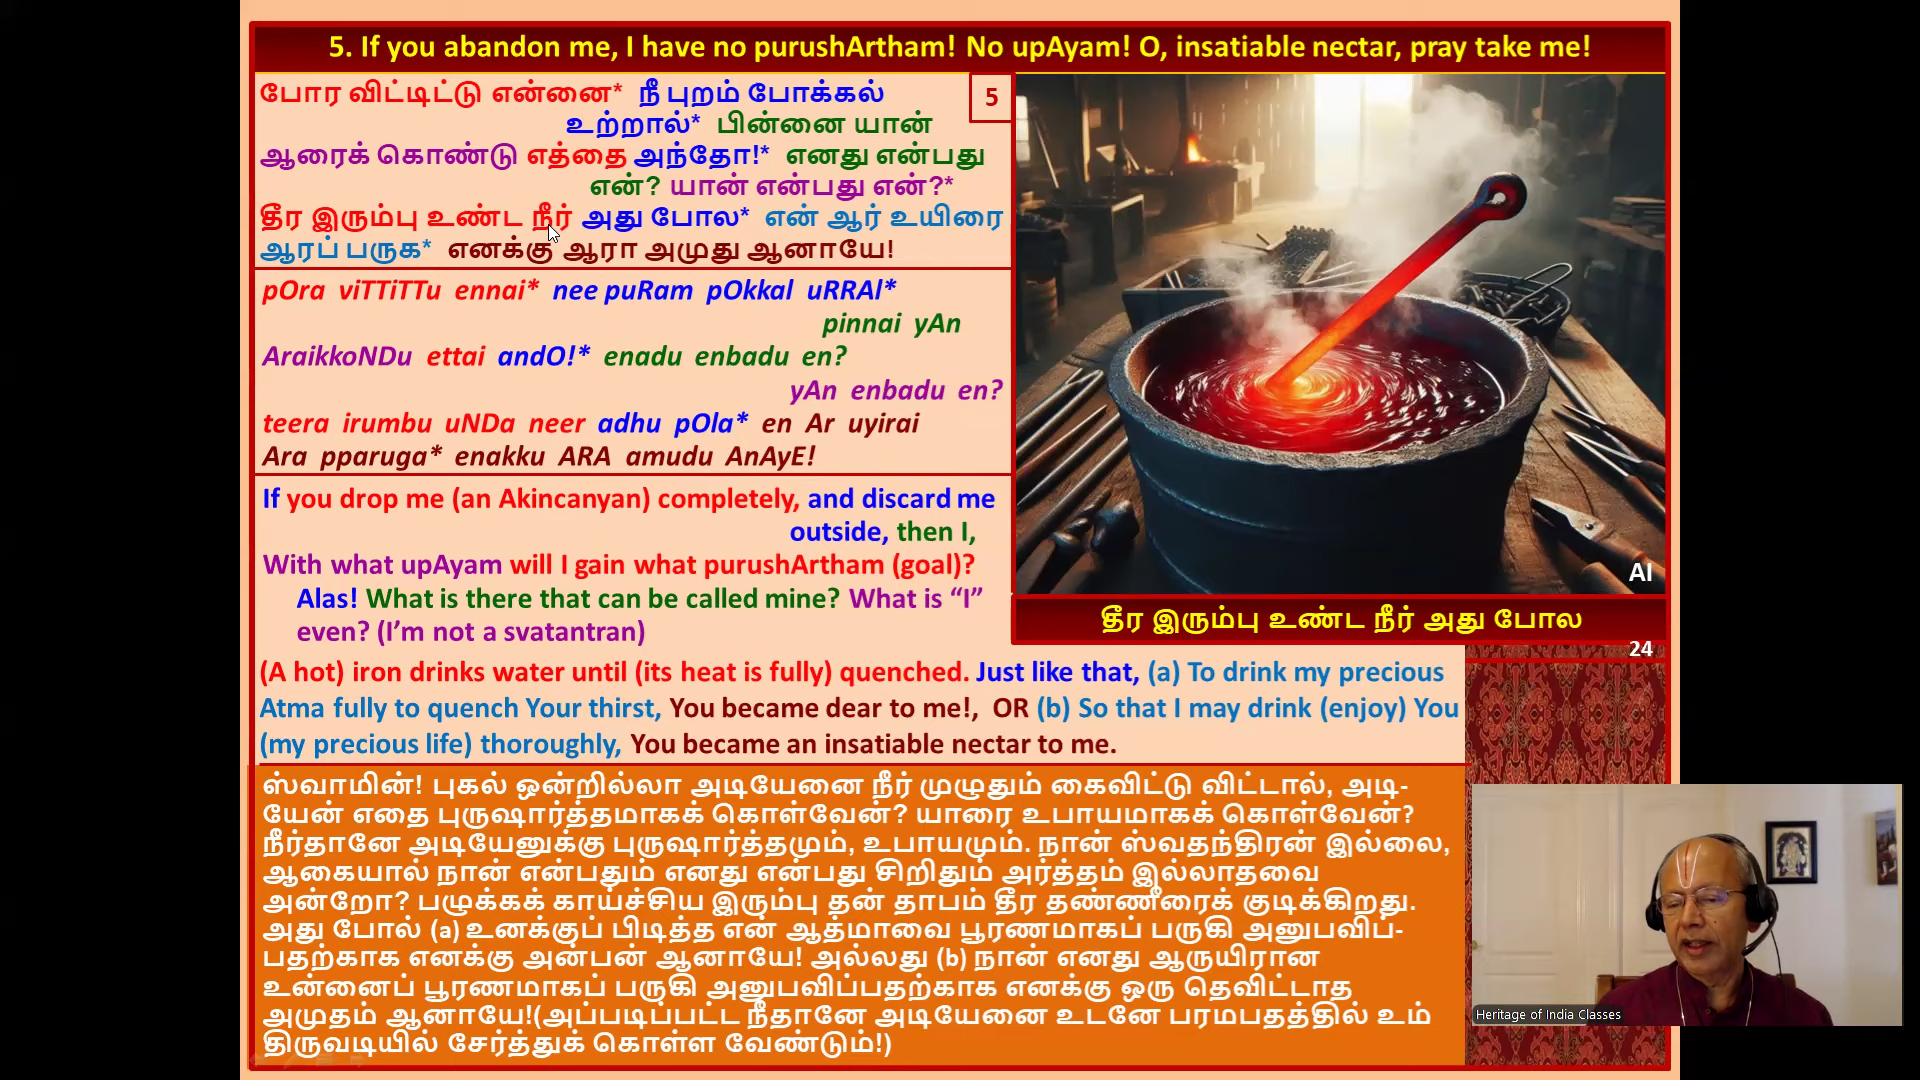 5. If you abandon me, I have no purushArtham! No upAyam! O, insatiable nectar, pray take me!
போர விட்டிட்டு என்னை* நீ புறம் போக்கல்
உற்றால்* பின்னை யான்
ஆரைக் கொண்டு எத்தை அந்தோ!* எனது என்பது
என்? யான் என்பது என்?*
தீர இரும்பு உண்ட நீர் அது போல* என் ஆர் உயிரை
ஆரப் பருக* எனக்கு ஆரா அமுது ஆனாயே!
5
pOra viTTiTTu ennai* nee puRam pOkkal uRRAl*
pinnai yAn
AraikkoNDu ettai andO!* enadu enbadu en?
yAn enbadu en?
teera irumbu uNDa neer adhu pOla* en Ar uyirai
Ara pparuga* enakku ARA amudu AnAyE!
If you drop me (an Akincanyan) completely, and discard me
outside, then I,
With what upAyam will I gain what purushArtham (goal)?
Alas! What is there that can be called mine? What is “I”
even? (I’m not a svatantran)
(A hot) iron drinks water until (its heat is fully) quenched. Just like that, (a) To drink my precious
Atma fully to quench Your thirst, You became dear to me!, OR (b) So that I may drink (enjoy) You
(my precious life) thoroughly, You became an insatiable nectar to me.
AI
தீர இரும்பு உண்ட நீர் அது போல
24
ஸ்வாமின்! புகல் ஒன்றில்லா அடியேனை நீர் முழுதும் கைவிட்டு விட்டால், அடி-
யேன் எதை புருஷார்த்தமாகக் கொள்வேன்? யாரை உபாயமாகக் கொள்வேன்?
நீர்தானே அடியேனுக்கு புருஷார்த்தமும், உபாயமும். நான் ஸ்வதந்திரன் இல்லை,
ஆகையால் நான் என்பதும் எனது என்பது சிறிதும் அர்த்தம் இல்லாதவை
அன்றோ? பழுக்கக் காய்ச்சிய இரும்பு தன் தாபம் தீர தண்ணீரைக் குடிக்கிறது.
அது போல் (a) உனக்குப் பிடித்த என் ஆத்மாவை பூரணமாகப் பருகி அனுபவிப்-
பதற்காக எனக்கு அன்பன் ஆனாயே! அல்லது (b) நான் எனது ஆருயிரான
உன்னைப் பூரணமாகப் பருகி அனுபவிப்பதற்காக எனக்கு ஒரு தெவிட்டாத
அமுதம் ஆனாயே!(அப்படிப்பட்ட நீதானே அடியேனை உடனே பரமபதத்தில் உம்
திருவடியில் சேர்த்துக் கொள்ள வேண்டும்!)
Heritage of India Classes